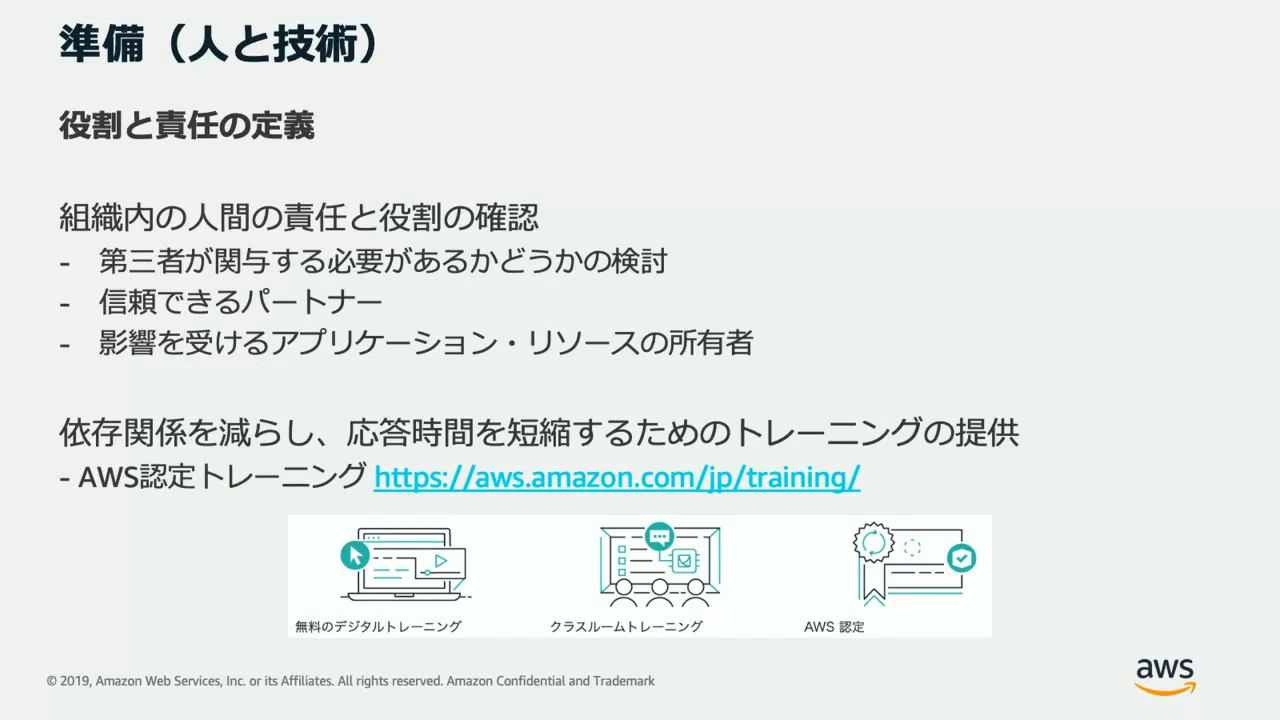 準備（人と技術）
役割と責任の定義
組織内の人間の責任と役割の確認
- 第三者が関与する必要があるかどうかの検討
- 信頼できるパートナー
- 影響を受けるアプリケーション・リソースの所有者
依存関係を減らし、応答時間を短縮するためのトレーニングの提供
- AWS認定トレーニング https://aws.amazon.com/jp/training/
無料のデジタルトレーニング
クラスルームトレーニング
AWS 認定
© 2019, Amazon Web Services, Inc. or its Affiliates. All rights reserved. Amazon Confidential and Trademark
aws